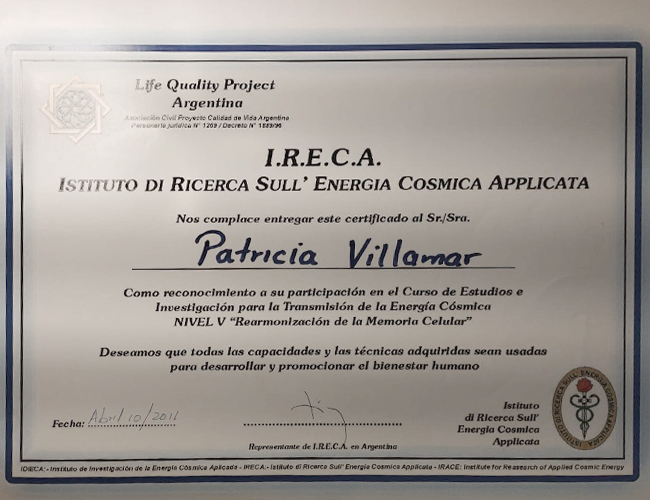 Life Quality Project
Argentina
Asociación Civil Proyecto Calidad de Vida Argentina
Personería jurídica N° 1269 / Decreto N° 1889/96
I.R.E.C.A.
ISTITUTO DI RICERCA SULL' ENERGIA COSMICA APPLICATA
Nos complace entregar este certificado al Sr./Sra.
Patricia Villamar
Como reconocimiento a su participación en el Curso de Estudios e
Investigación para la Transmisión de la Energía Cósmica
NIVEL V "Rearmonización de la Memoria Celular"
Deseamos que todas las capacidades y las técnicas adquiridas sean usadas
para desarrollar y promocionar el bienestar humano
Fecha: Abril 10/2011
Representante de I.R.E.C.A. en Argentina
Istituto
di Ricerca Sull'
Energia Cosmica
Applicata
ISTITUTO DI RICERCA SULL' ENERGIA COSMICA APPLICATA
IDIECA:- Instituto de Investigación de la Energía Cósmica Aplicada - IRECA:- Istituto di Ricerca Sull' Energia Cosmica Applicata - IRACE: Institute for Reasearch of Applied Cosmic Energy